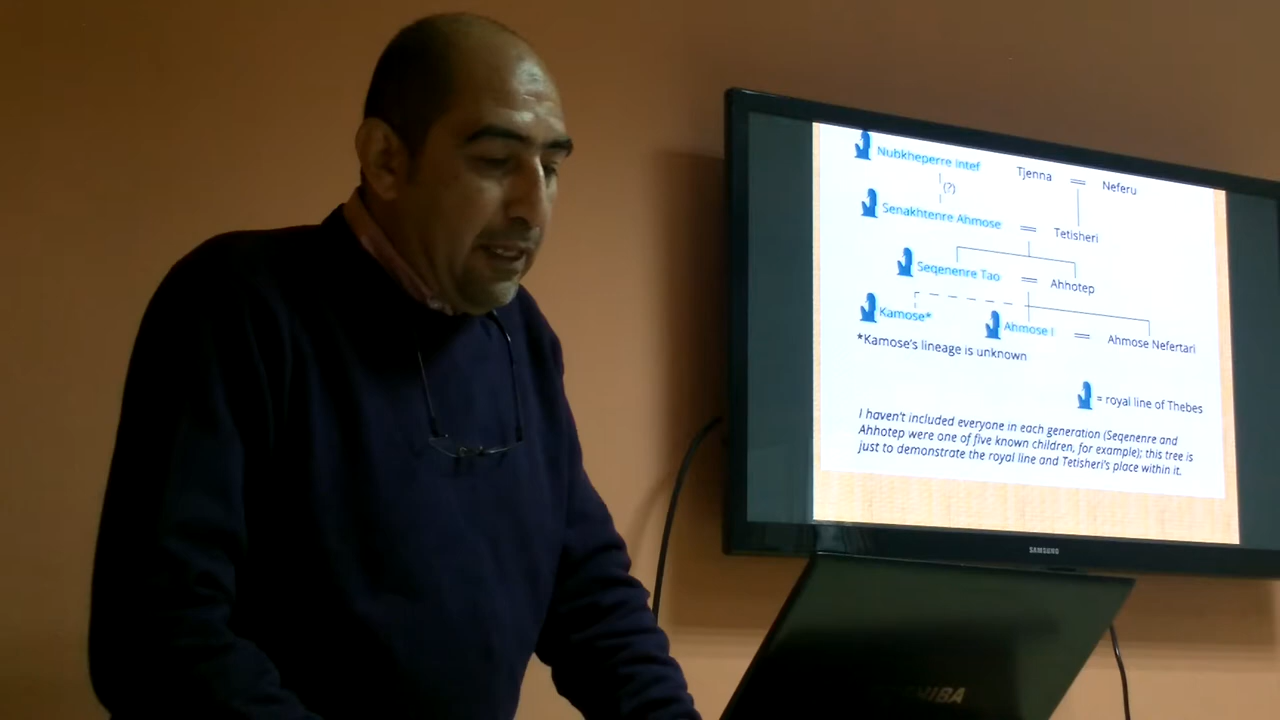 Nubkheperre Intef
Tjenna
Neferu
(?)
Senakhtenre Ahmose
Tetisheri
Seqenenre Tao
Ahhotep
Kamose*
Ahmose I
Ahmose Nefertari
*Kamose's lineage is unknown
= royal line of Thebes
I haven't included everyone in each generation (Seqenenre and
Ahhotep were one of five known children, for example); this tree is
just to demonstrate the royal line and Tetisheri's place within it.
SAMSUNG
TOSHIBA